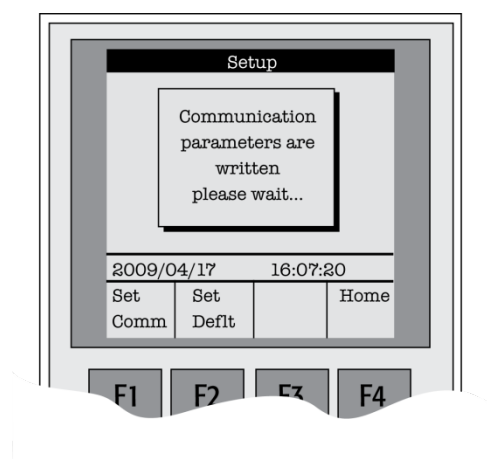 Setup
Communication
parameters are
written
please wait...
2009/04/17 16:07:20
Set Set Home
Comm Deflt
F1 F2 F3 F4